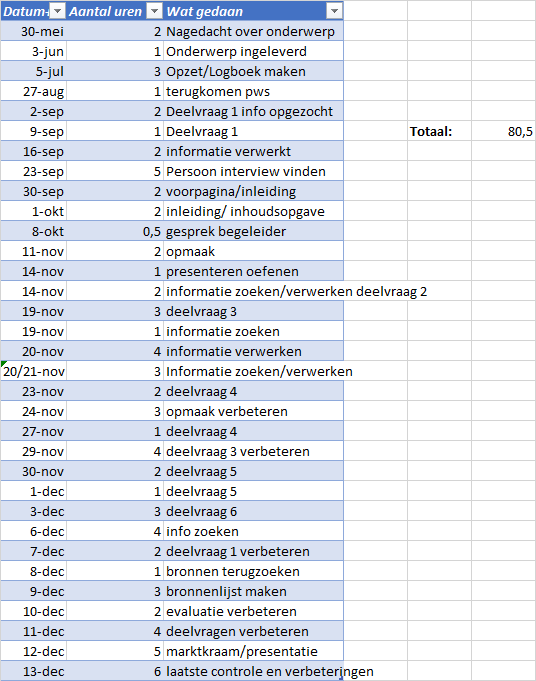 Datum Aantal uren Wat gedaan
30-mei 2 Nagedacht over onderwerp
3-jun 1 Onderwerp ingeleverd
5-jul 3 Opzet/Logboek maken
27-aug 1 terugkomen pws
2-sep 2 Deelvraag 1 info opgezocht
9-sep 1 Deelvraag 1 Totaal: 80,5
16-sep 2 informatie verwerkt
23-sep 5 Persoon interview vinden
30-sep 2 voorpagina/inleiding
1-okt 2 inleiding/ inhoudsopgave
8-okt 0,5 gesprek begeleider
11-nov 2 opmaak
14-nov 1 presenteren oefenen
14-nov 2 informatie zoeken/verwerken deelvraag 2
19-nov 3 deelvraag 3
19-nov 1 informatie zoeken
20-nov 4 informatie verwerken
20/21-nov 3 Informatie zoeken/verwerken
23-nov 2 deelvraag 4
24-nov 3 opmaak verbeteren
27-nov 1 deelvraag 4
29-nov 4 deelvraag 3 verbeteren
30-nov 2 deelvraag 5
1-dec 1 deelvraag 5
3-dec 3 deelvraag 6
6-dec 4 info zoeken
7-dec 2 deelvraag 1 verbeteren
8-dec 1 bronnen terugzoeken
9-dec 3 bronnenlijst maken
10-dec 2 evaluatie verbeteren
11-dec 4 deelvragen verbeteren
12-dec 5 marktkraam/presentatie
13-dec 6 laatste controle en verbeteringen